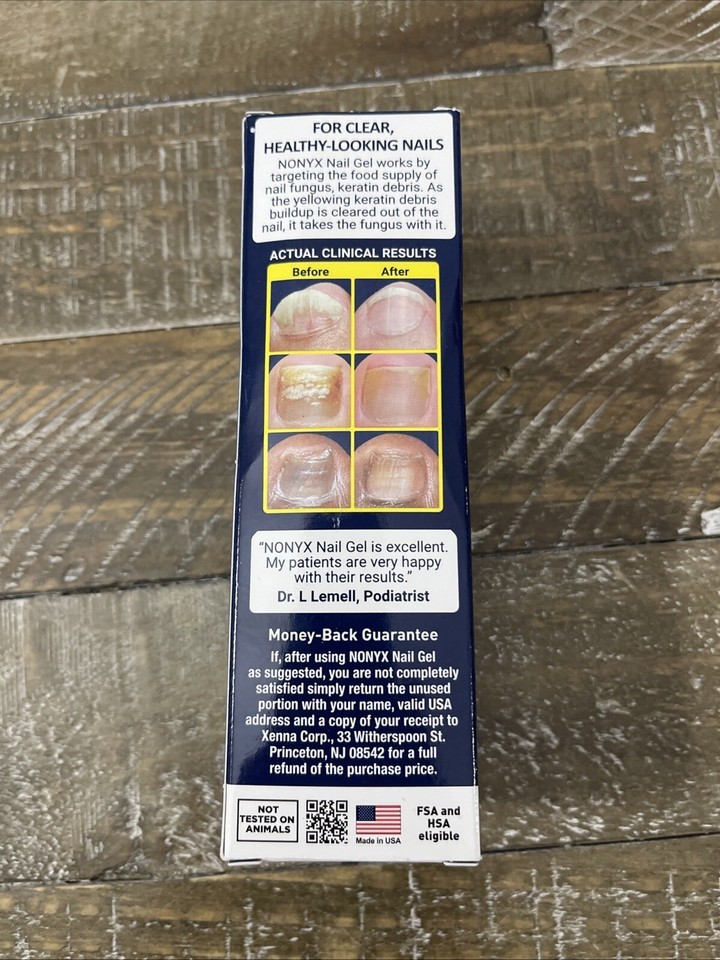 FOR CLEAR,
HEALTHY-LOOKING NAILS
NONYX Nail Gel works by
targeting the food supply of
nail fungus, keratin debris. As
the yellowing keratin debris
buildup is cleared out of the
nail, it takes the fungus with it.
ACTUAL CLINICAL RESULTS
Before After
“NONYX Nail Gel is excellent.
My patients are very happy
with their results.”
Dr. L Lemell, Podiatrist
Money-Back Guarantee
If, after using NONYX Nail Gel
as suggested, you are not completely
satisfied simply return the unused
portion with your name, valid USA
address and a copy of your receipt to
Xenna Corp., 33 Witherspoon St.
Princeton, NJ 08542 for a full
refund of the purchase price.
NOT
TESTED ON
ANIMALS
Made in USA
FSA and
HSA
eligible